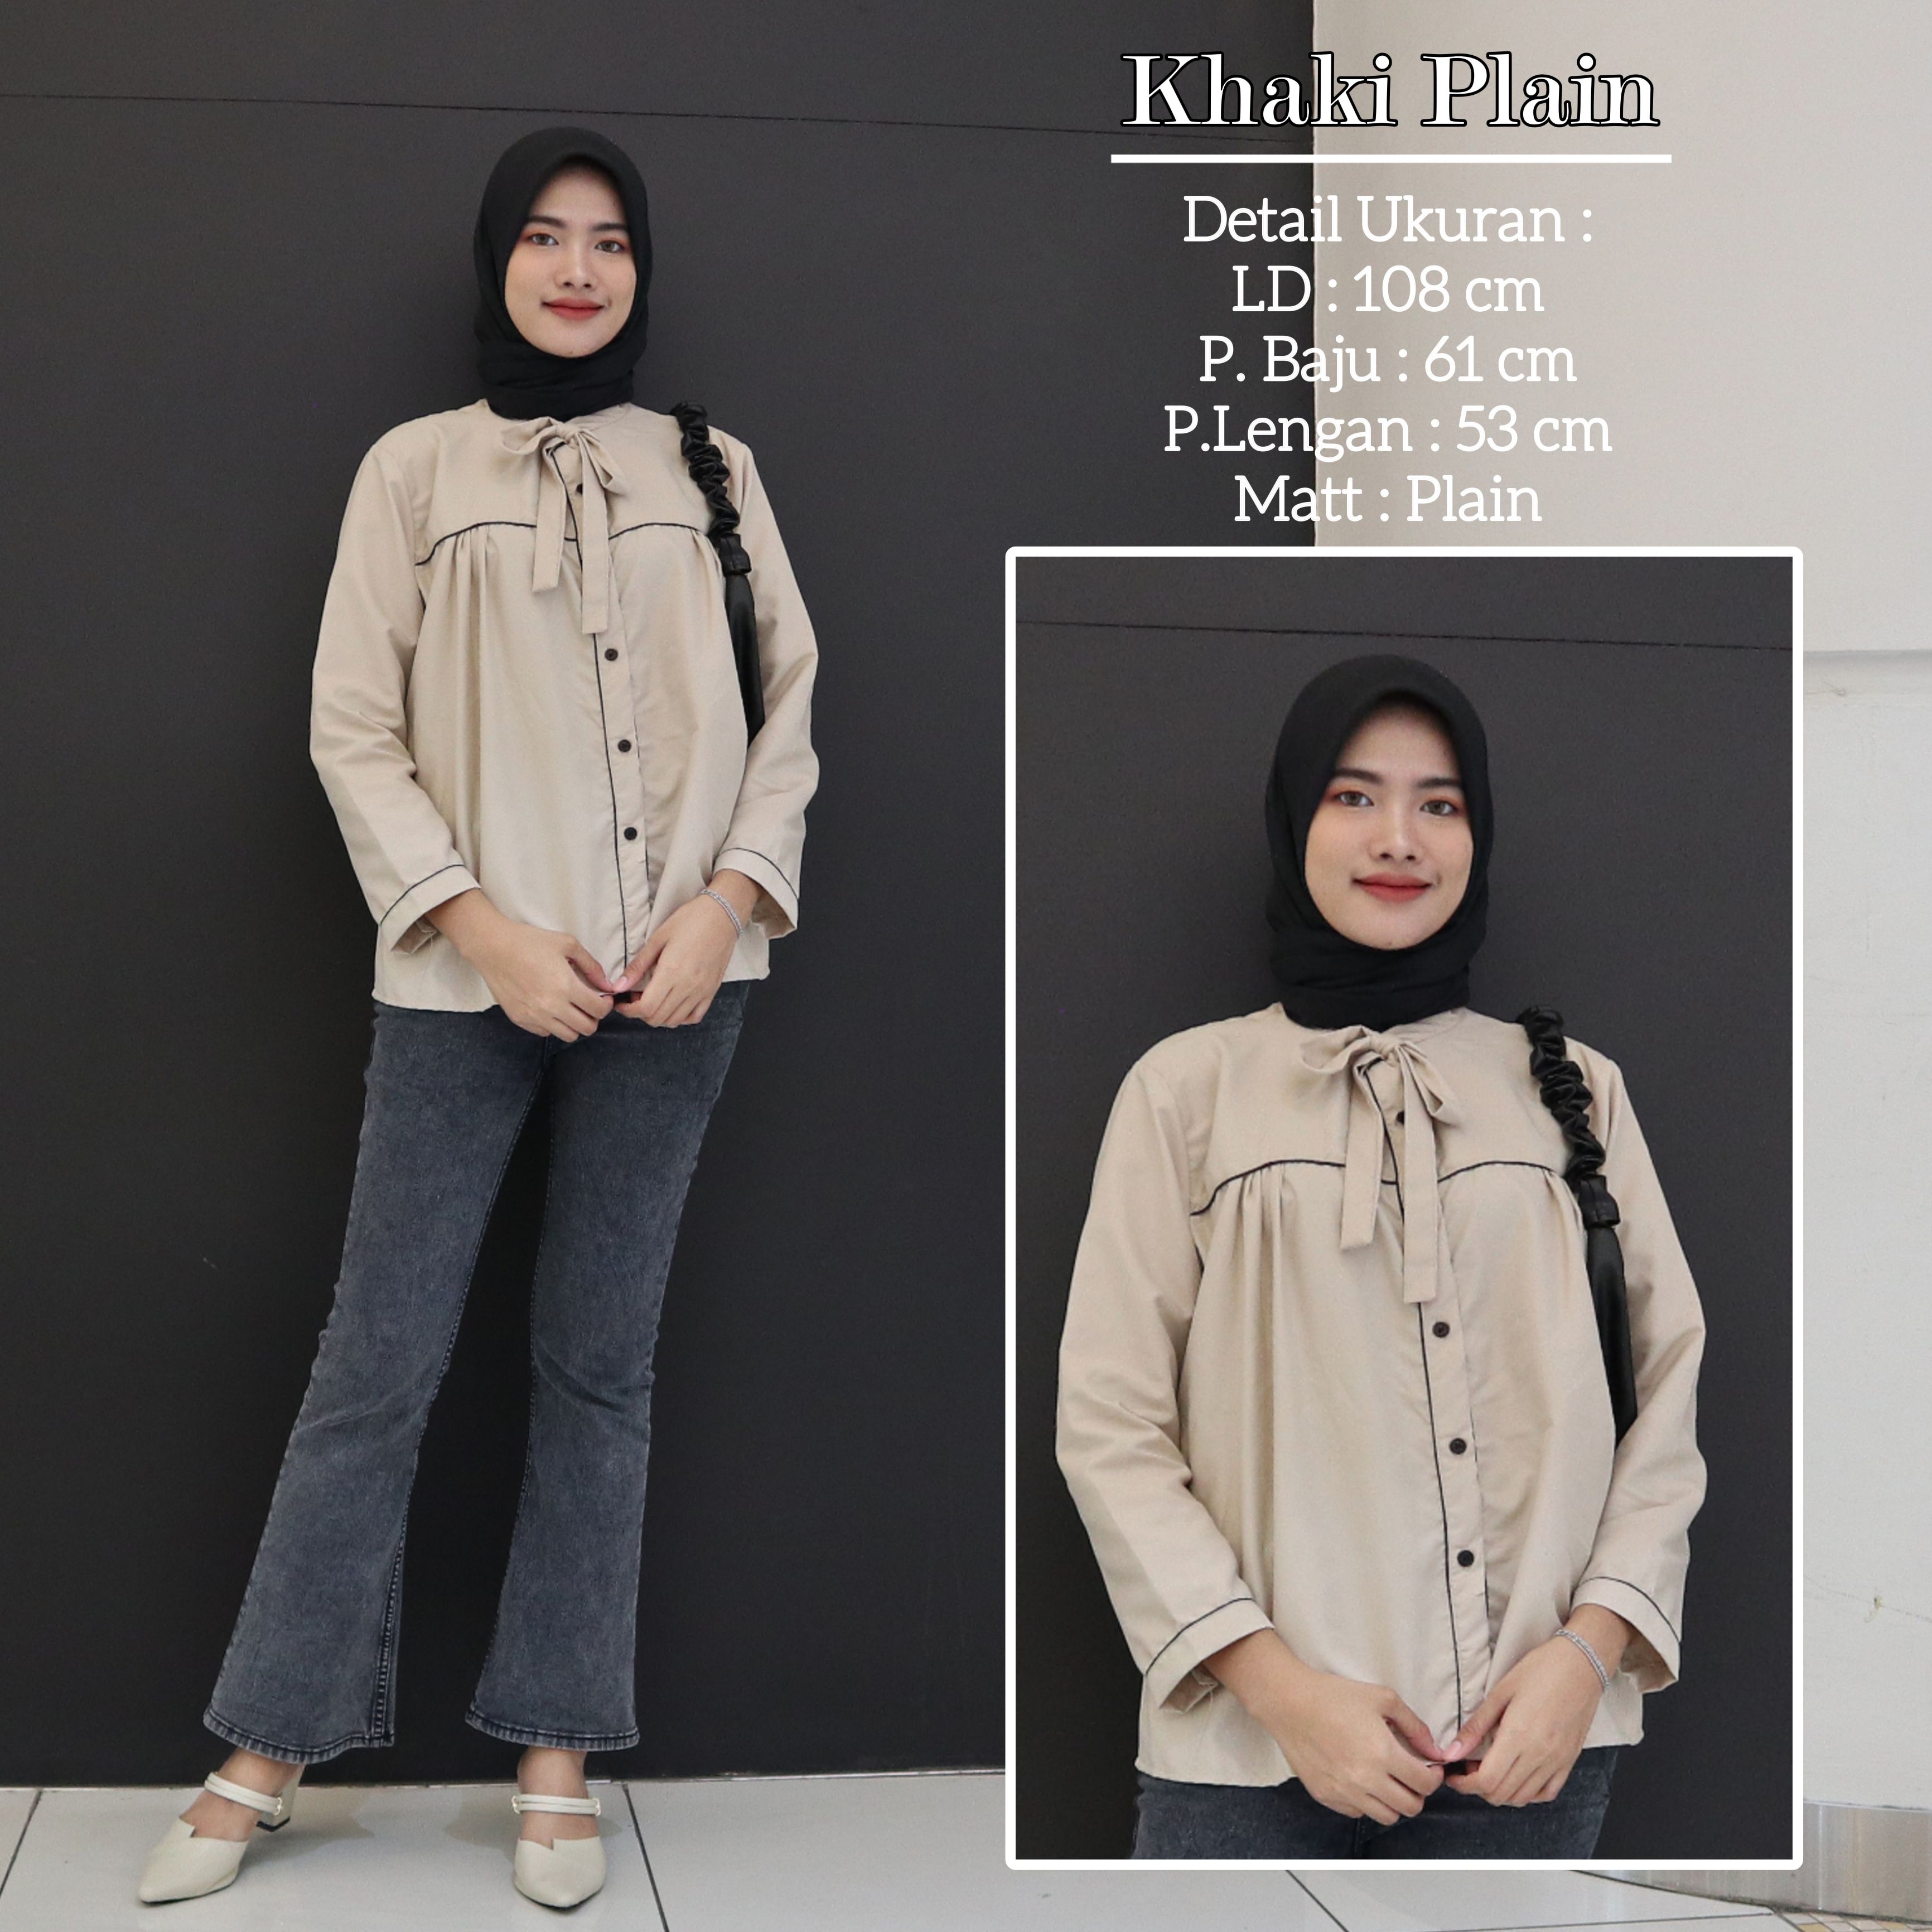 Khaki Plain
Detail Ukuran :
LD : 108 cm
P. Baju : 61 cm
P.Lengan : 53 cm
Matt : Plain